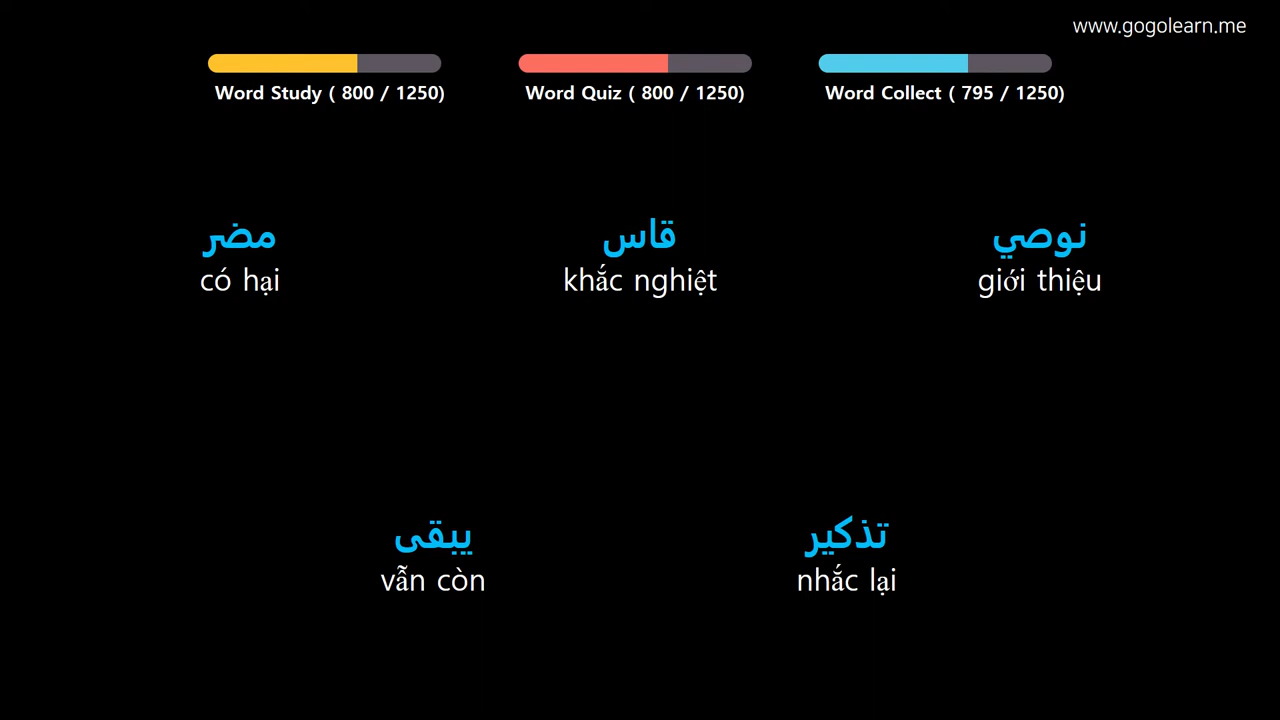 www.gogolearn.me
Word Study ( 800 / 1250)
Word Quiz ( 800 / 1250)
Word Collect ( 795 / 1250)
مضر
có hại
قاس
khắc nghiệt
نوصي
giới thiệu
يبقى
vẫn còn
تذكير
nhắc lại